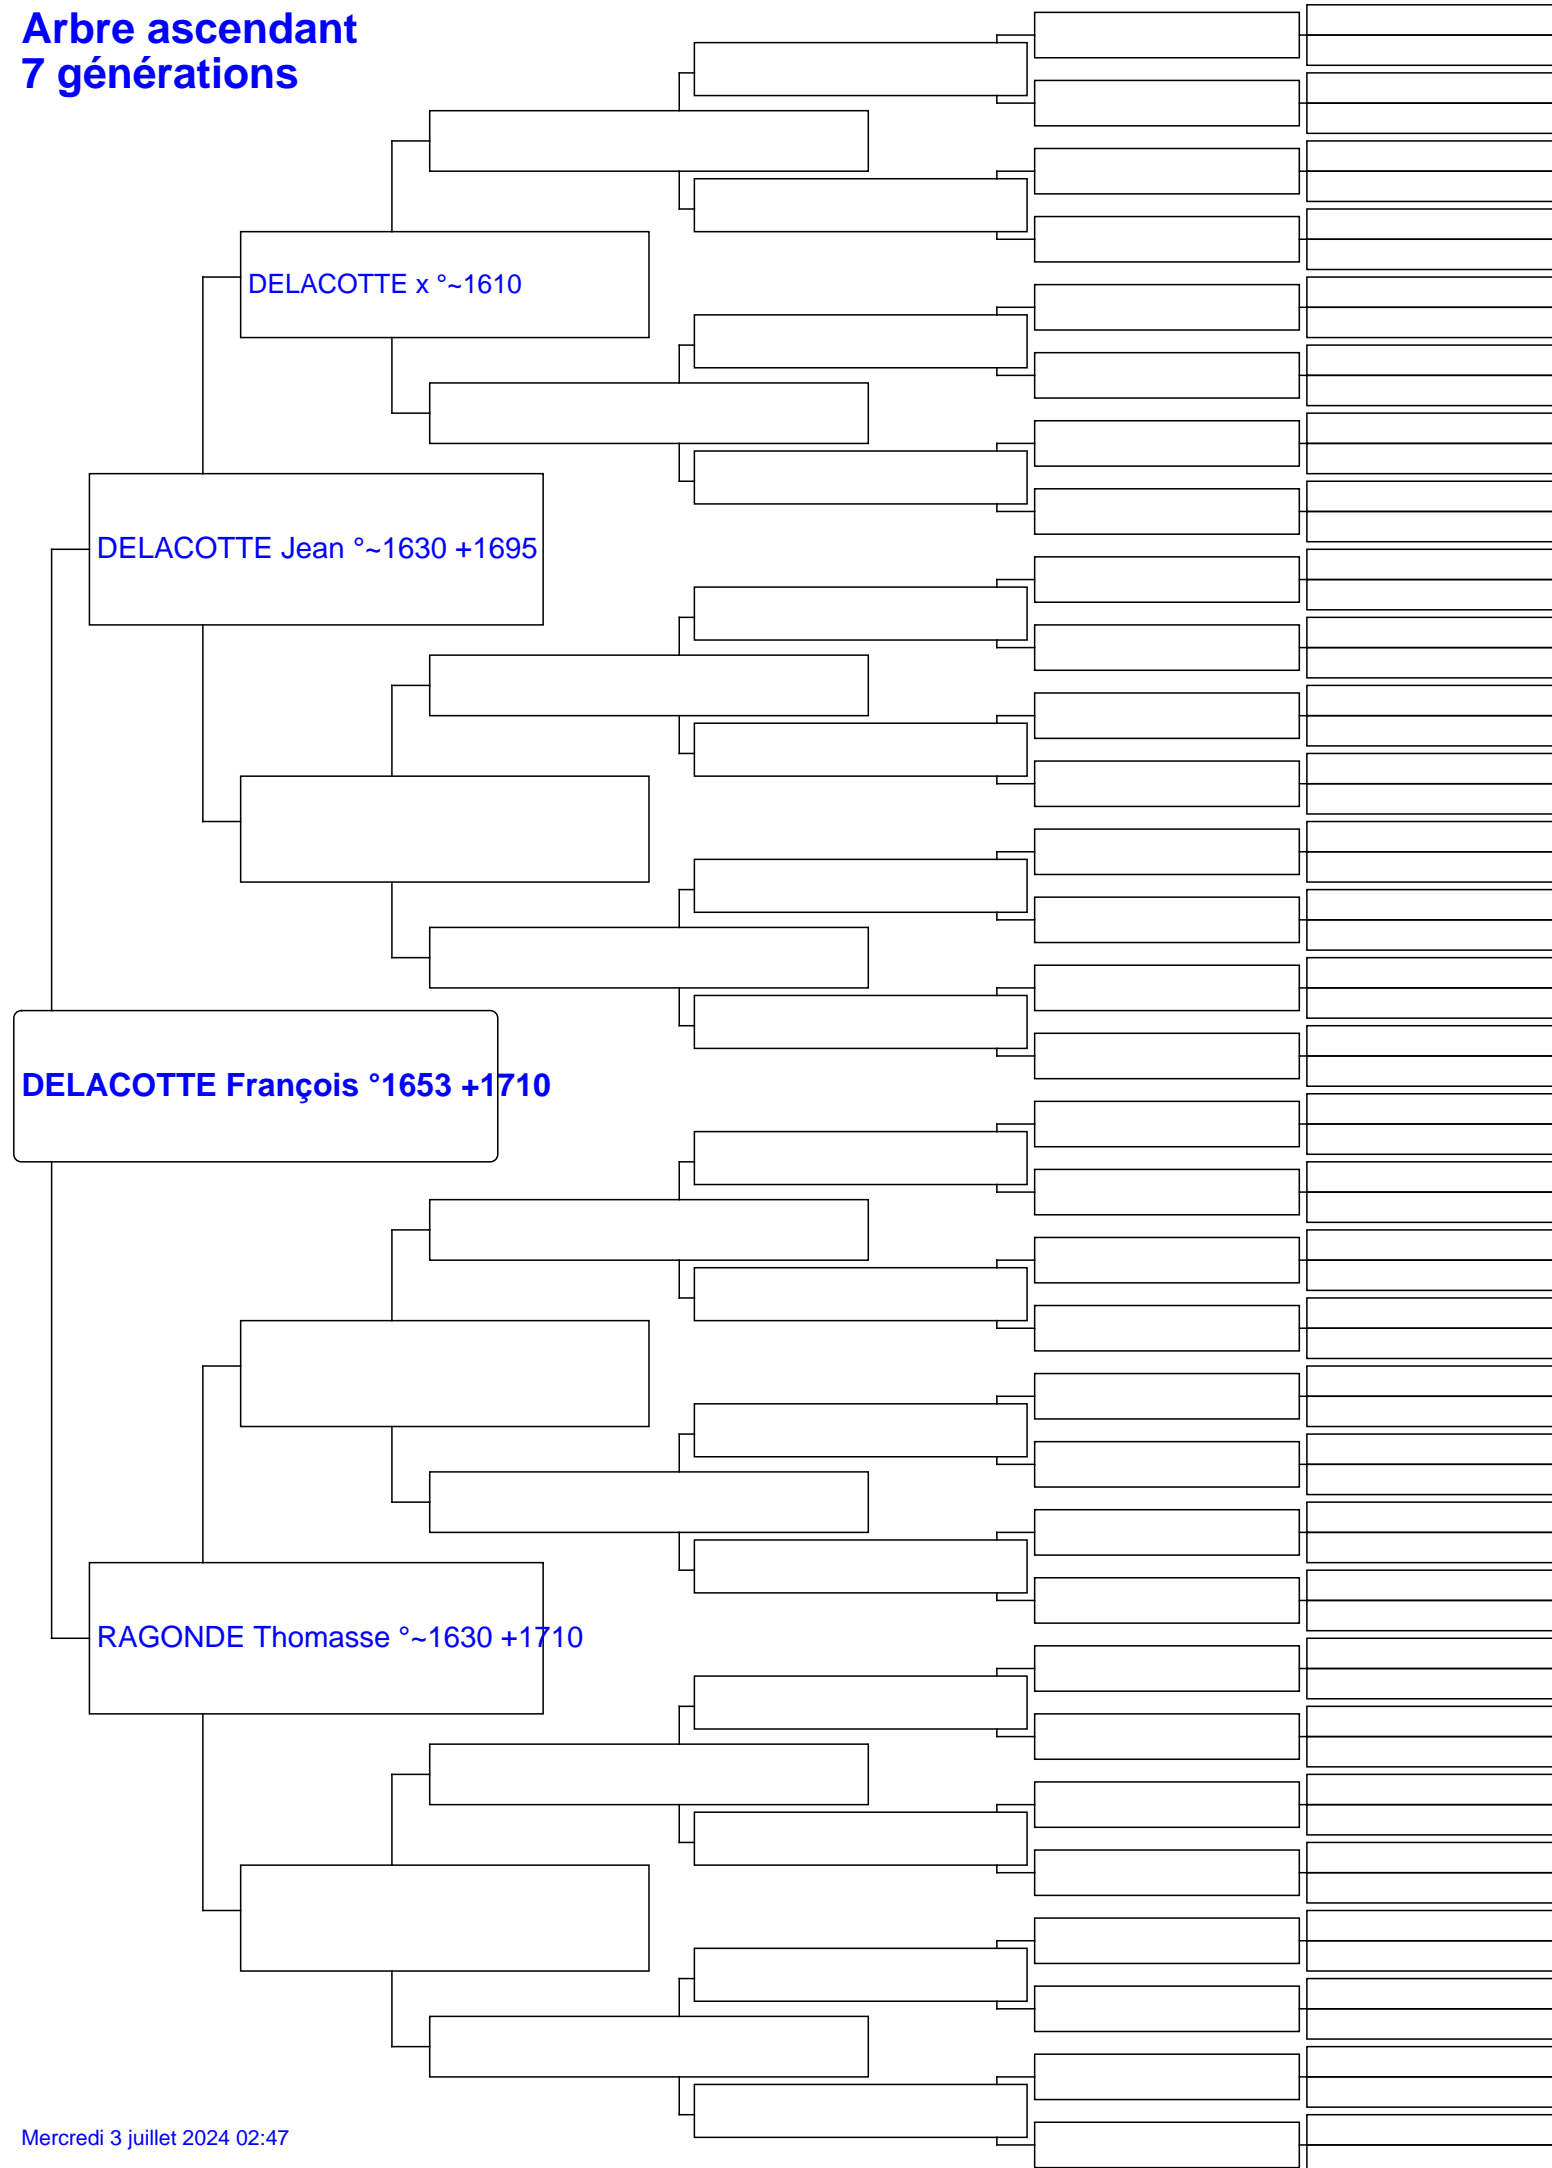 Arbre ascendant
7 générations
DELACOTTE x °~1610
DELACOTTE Jean °~1630 +1695
DELACOTTE François °1653 +1710
RAGONDE Thomasse °~1630 +1710
Mercredi 3 juillet 2024 02:47